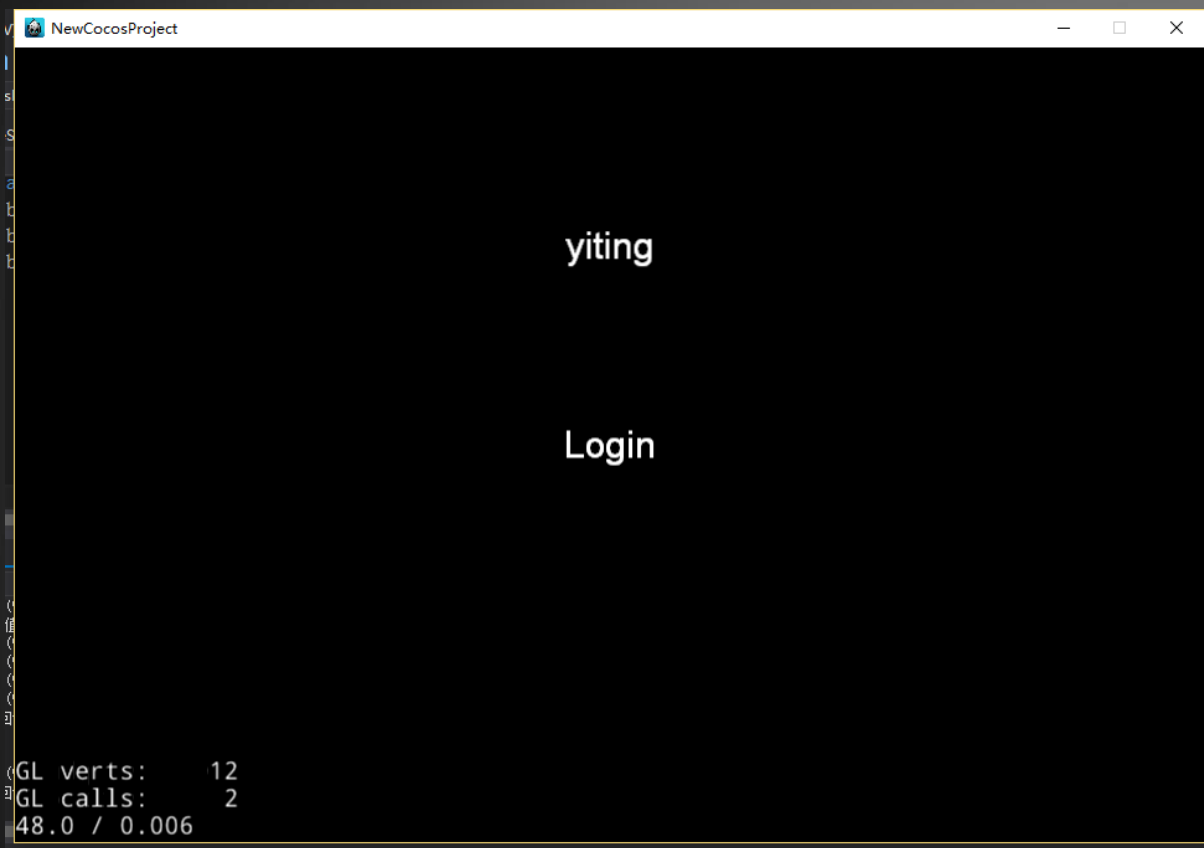 NewCocosProject
yiting
Login
GL verts: 12
GL calls: 2
48.0 / 0.006